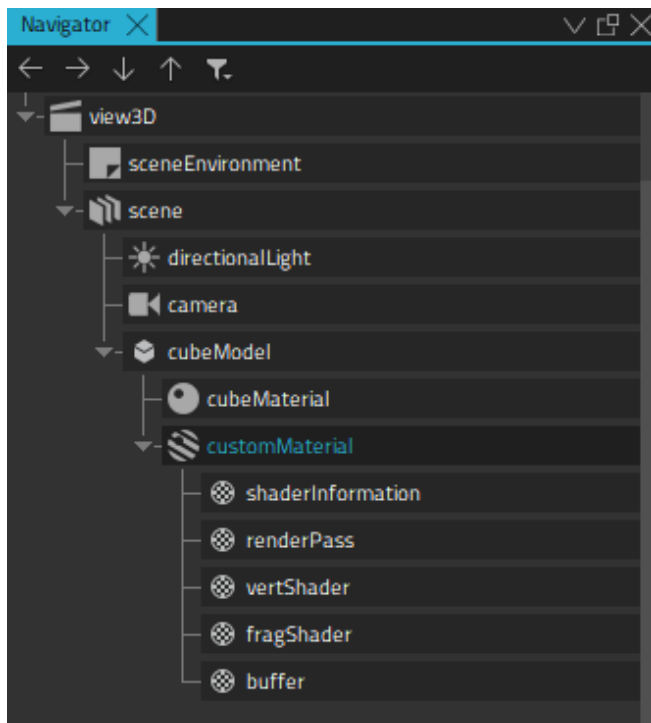 Navigator
view3D
sceneEnvironment
scene
directionalLight
camera
cubeModel
cubeMaterial
customMaterial
shaderInformation
renderPass
vertShader
fragShader
buffer